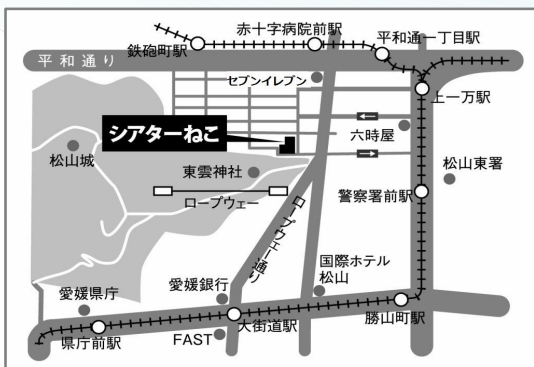 赤十字病院前駅
平和通一丁目駅
鉄砲町駅
平和通り
セブンイレブン
上一万駅
六時屋
シアターねこ
松山城
東雲神社
松山東署
ロープウェー
警察署前駅
ロープウェー通り
国際ホテル
松山
愛媛県庁
愛媛銀行
大街道駅
勝山町駅
県庁前駅
FAST